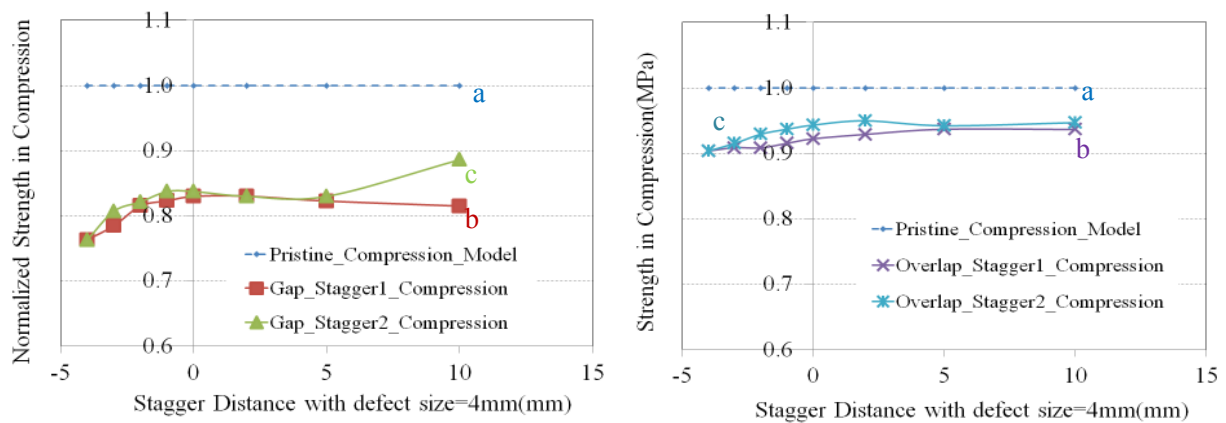 1.1
1.0
0.9
0.8
0.7
0.6
-5
0
5
10
15
Normalized Strength in Compression
Stagger Distance with defect size=4mm(mm)
a
c
b
Pristine_Compression_Model
Gap_Stagger1_Compression
Gap_Stagger2_Compression
1.1
1.0
0.9
0.8
0.7
0.6
-5
0
5
10
15
Strength in Compression(MPa)
Stagger Distance with defect size=4mm(mm)
a
c
b
Pristine_Compression_Model
Overlap_Stagger1_Compression
Overlap_Stagger2_Compression